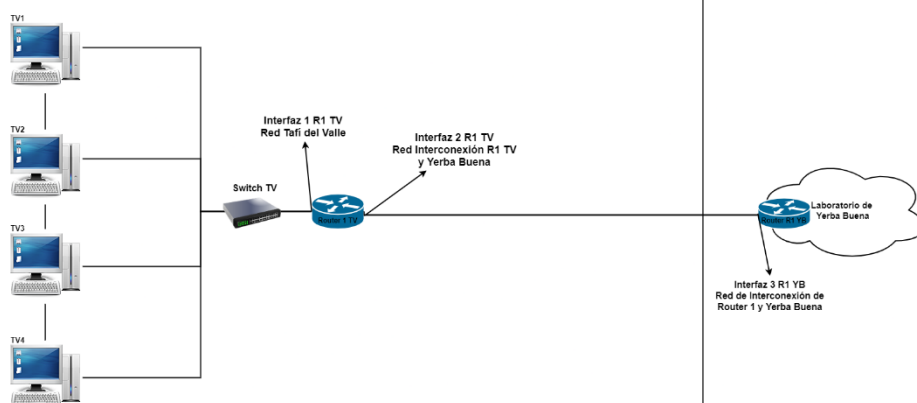 TV1
TV2
TV3
TV4
Switch TV
Interfaz 1 R1 TV
Red Tafí del Valle
Router 1 TV
Interfaz 2 R1 TV
Red Interconexión R1 TV
y Yerba Buena
Router R1 YB
Laboratorio de
Yerba Buena
Interfaz 3 R1 YB
Red de Interconexión de
Router 1 y Yerba Buena